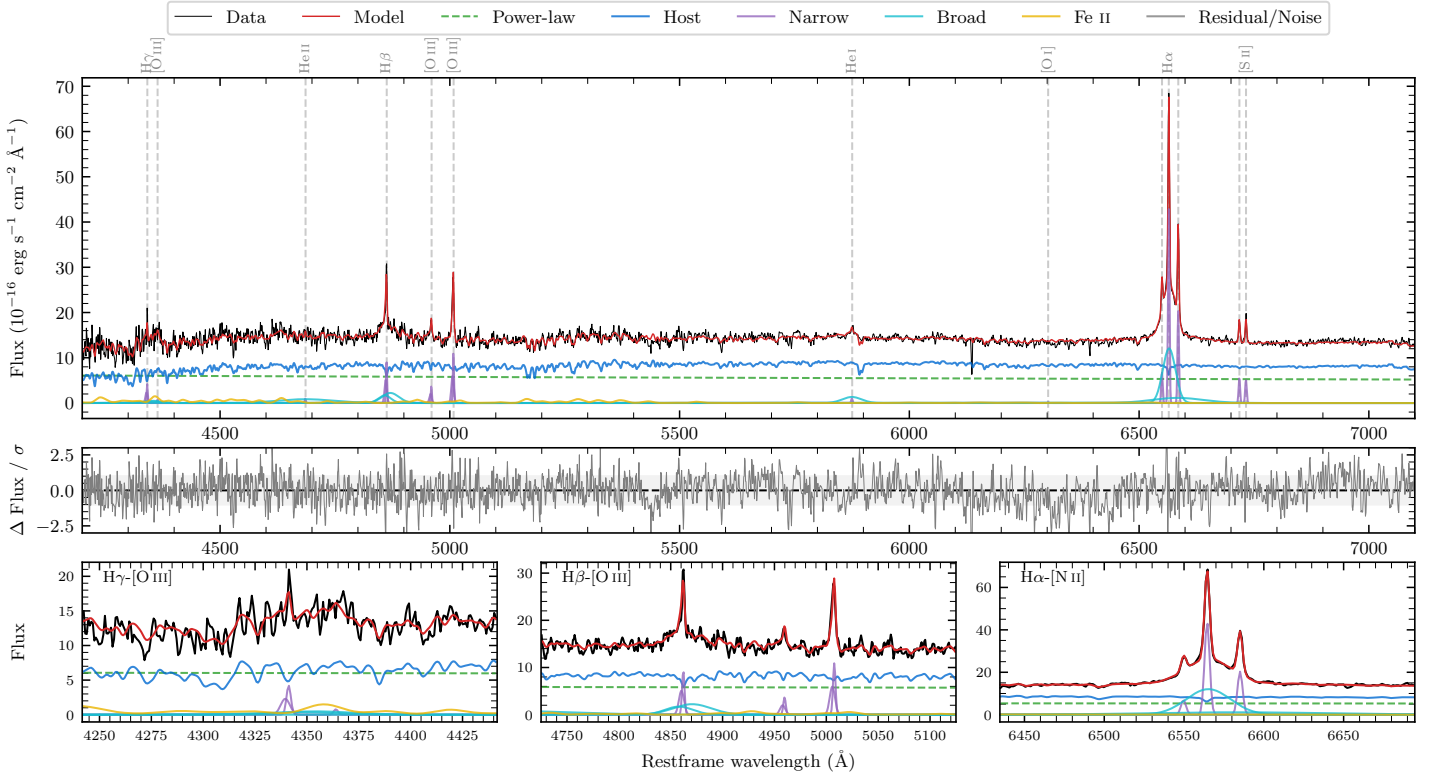 Data Model Power-law Host Narrow Broad Fe II Residual/Noise
Hγ [O III] He II Hβ [O III] [O III] He I [O I] Hα [S II]
Flux (10⁻¹⁶ erg s⁻¹ cm⁻² Å⁻¹)
70
60
50
40
30
20
10
0
4500 5000 5500 6000 6500 7000
Δ Flux / σ
2.5
0.0
−2.5
4500 5000 5500 6000 6500 7000
Flux
Hγ-[O III]
20
15
10
5
0
4250 4275 4300 4325 4350 4375 4400 4425
Hβ-[O III]
30
20
10
0
4750 4800 4850 4900 4950 5000 5050 5100
Hα-[N II]
60
40
20
0
6450 6500 6550 6600 6650
Restframe wavelength (Å)